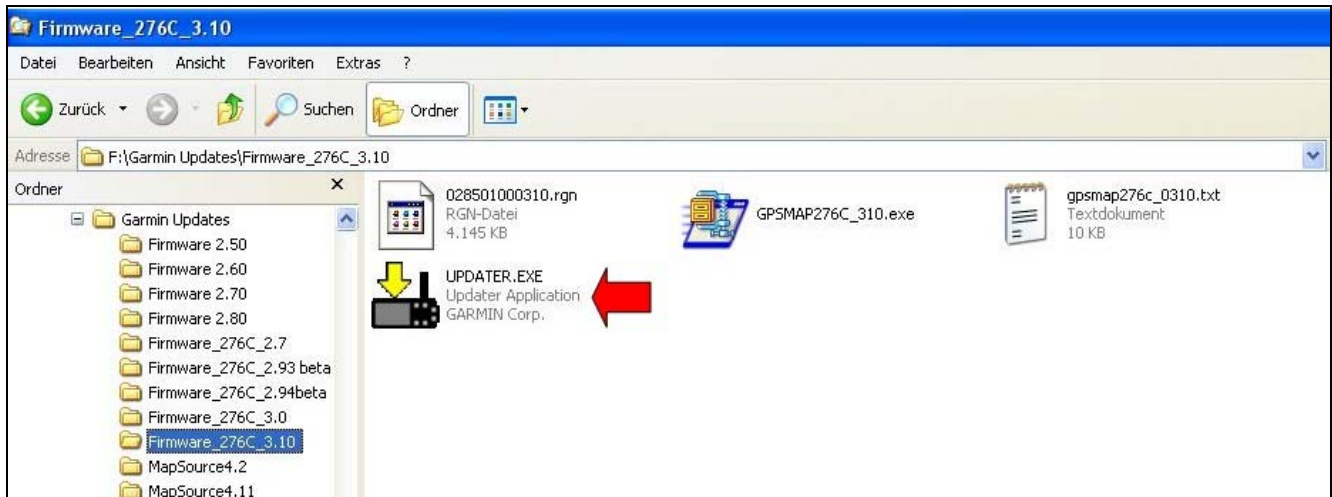 Firmware_276C_3.10
Datei Bearbeiten Ansicht Favoriten Extras ?
Zurück Suchen Ordner
Adresse F:\Garmin Updates\Firmware_276C_3.10
Ordner
Garmin Updates
Firmware 2.50
Firmware 2.60
Firmware 2.70
Firmware 2.80
Firmware_276C_2.7
Firmware_276C_2.93 beta
Firmware_276C_2.94beta
Firmware_276C_3.0
Firmware_276C_3.10
MapSource4.2
MapSource4.11
028501000310.rgn
RGN-Datei
4.145 KB
GPSMAP276C_310.exe
gpsmap276c_0310.txt
Textdokument
10 KB
UPDATER.EXE
Updater Application
GARMIN Corp.